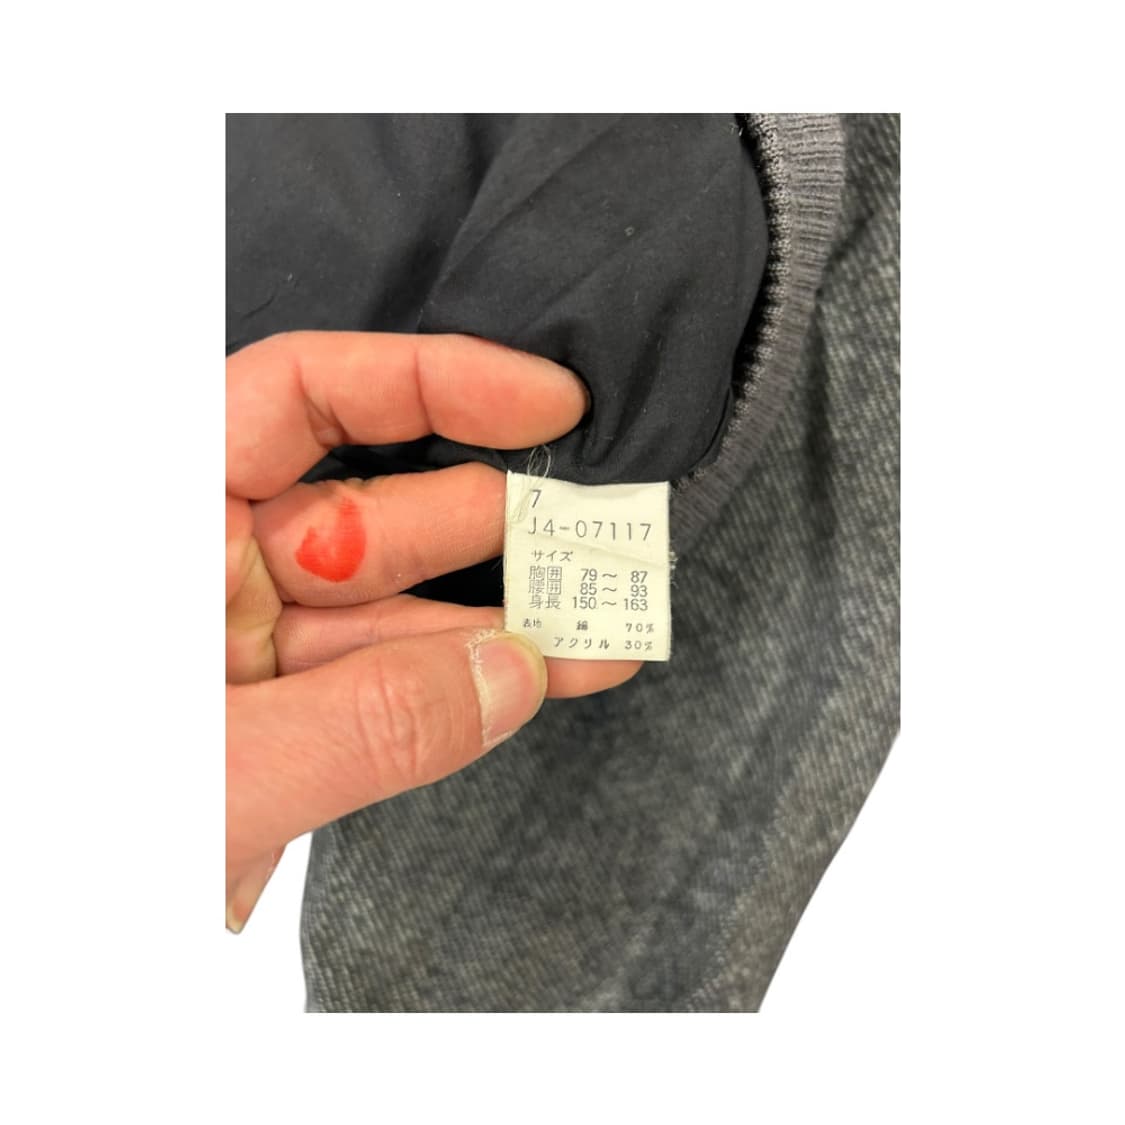 7
J4-07117
サイズ
胸囲 79～ 87
腰囲 85～ 93
身長 150～163
表地 綿 70%
アクリル 30%